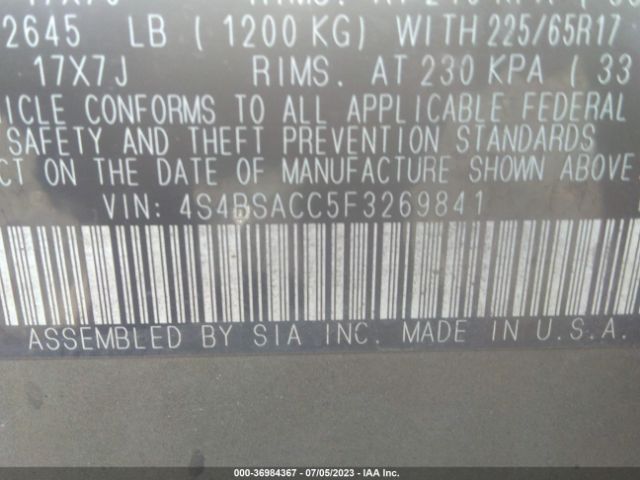 2645 LB ( 1200 KG) WITH 225/65R17
17X7J RIMS. AT 230 KPA ( 33
CONFORMS TO ALL APPLICABLE FEDERAL
SAFETY AND THEFT PREVENTION STANDARDS
ON THE DATE OF MANUFACTURE SHOWN ABOVE
VIN: 4S4BSACC5F3269841
ASSEMBLED BY SIA INC. MADE IN U.S.A.
000-36984367 | 07/05/2023 | IAA Inc.